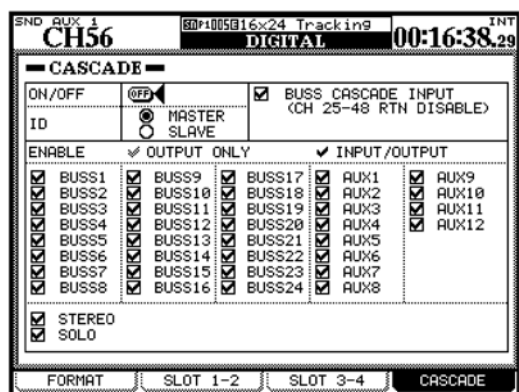 SND AUX 1 16x24 Tracking INT
CH56 DIGITAL 00:16:38.29
CASCADE
ON/OFF OFF BUSS CASCADE INPUT
(CH 25-48 RTN DISABLE)
ID MASTER
SLAVE
ENABLE OUTPUT ONLY INPUT/OUTPUT
BUSS1 BUSS9 BUSS17 AUX1 AUX9
BUSS2 BUSS10 BUSS18 AUX2 AUX10
BUSS3 BUSS11 BUSS19 AUX3 AUX11
BUSS4 BUSS12 BUSS20 AUX4 AUX12
BUSS5 BUSS13 BUSS21 AUX5
BUSS6 BUSS14 BUSS22 AUX6
BUSS7 BUSS15 BUSS23 AUX7
BUSS8 BUSS16 BUSS24 AUX8
STEREO
SOLO
FORMAT SLOT 1-2 SLOT 3-4 CASCADE